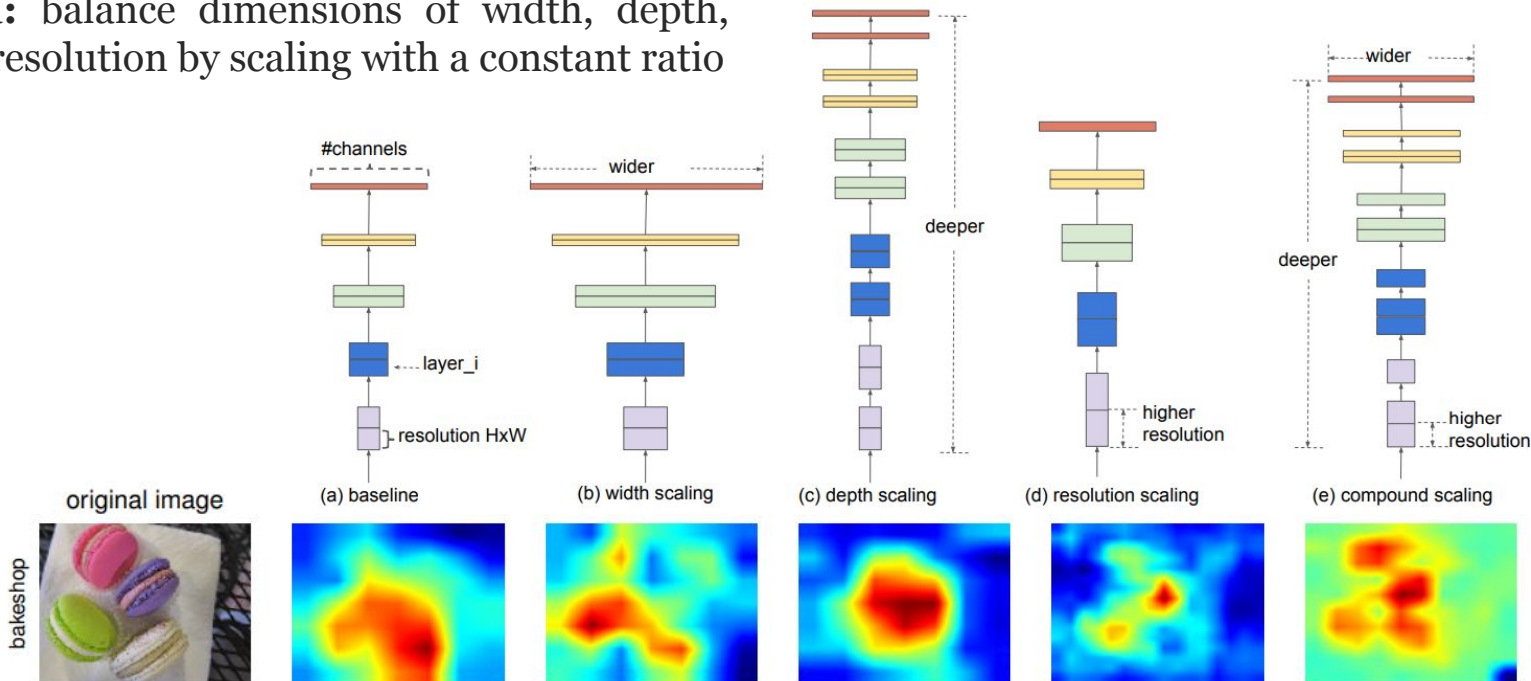 : balance dimensions of width, depth,
resolution by scaling with a constant ratio
#channels
layer_i
resolution HxW
(a) baseline
wider
(b) width scaling
deeper
(c) depth scaling
higher
resolution
(d) resolution scaling
wider
deeper
higher
resolution
(e) compound scaling
original image
bakeshop